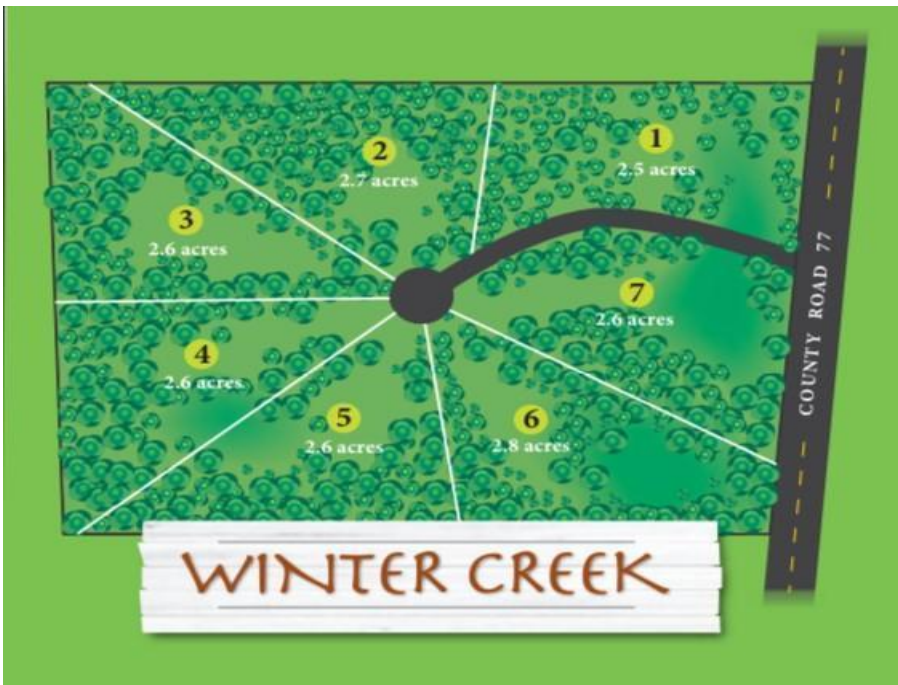 1
2.5 acres
2
2.7 acres
3
2.6 acres
7
2.6 acres
4
2.6 acres
5
2.6 acres
6
2.8 acres
COUNTY ROAD 77
WINTER CREEK